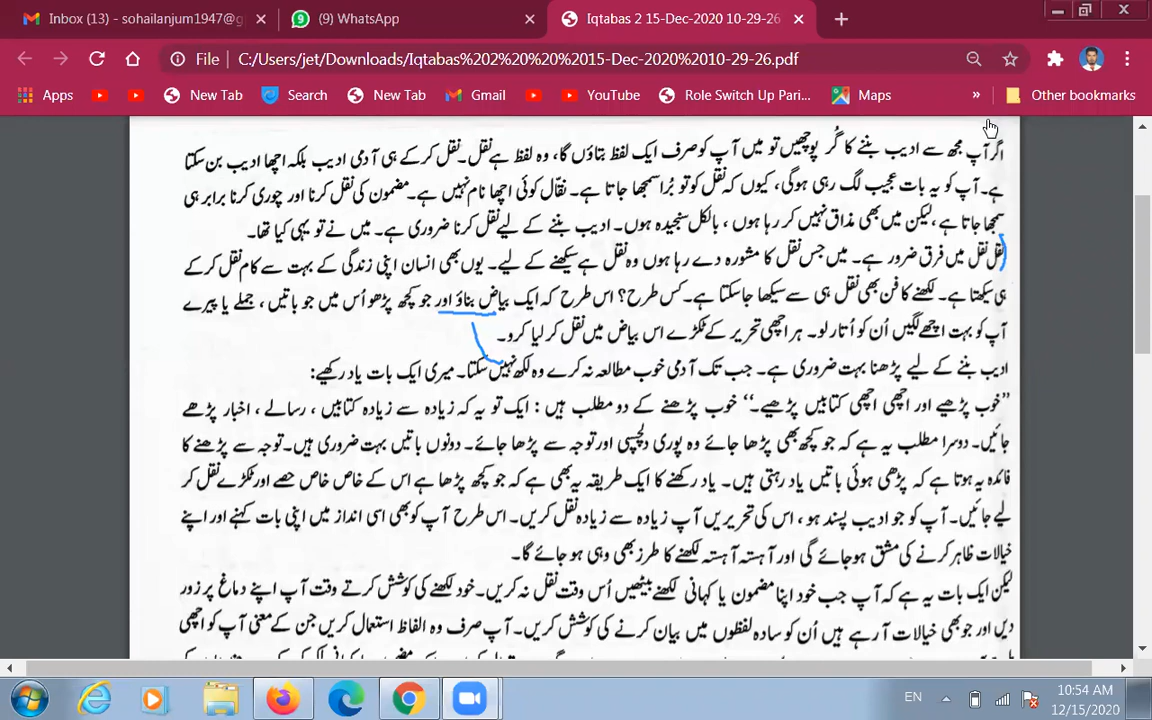 Inbox (13) - sohailanjum1947@g
(9) WhatsApp
Iqtabas 2 15-Dec-2020 10-29-26
File
C:/Users/jet/Downloads/Iqtabas%202%20%20%2015-Dec-2020%2010-29-26.pdf
Apps
New Tab
Search
New Tab
Gmail
YouTube
Role Switch Up Pari...
Maps
»
Other bookmarks
اگر آپ مجھ سے ادیب بننے کا گُر پوچھیں تو میں آپ کو صرف ایک لفظ بتاؤں گا، وہ لفظ ہے نقل۔ نقل کر کے ہی آدمی ادیب بلکہ اچھا ادیب بن سکتا
ہے۔ آپ کو یہ بات عجیب لگ رہی ہوگی، کیوں کہ نقل کو تو بُرا سمجھا جاتا ہے۔ نقّال کوئی اچھا نام نہیں ہے۔ مضمون کی نقل کرنا اور چوری کرنا برابر ہی
سمجھا جاتا ہے، لیکن میں بھی مذاق نہیں کر رہا ہوں، بالکل سنجیدہ ہوں۔ ادیب بننے کے لیے نقل کرنا ضروری ہے۔ میں نے تو یہی کیا تھا۔
نقل نقل میں فرق ضرور ہے۔ میں جس نقل کا مشورہ دے رہا ہوں وہ نقل ہے سیکھنے کے لیے۔ یوں بھی انسان اپنی زندگی کے بہت سے کام نقل کر کے
ہی سیکھتا ہے۔ لکھنے کا فن بھی نقل ہی سے سیکھا جا سکتا ہے۔ کس طرح؟ اس طرح کہ ایک بیاض بناؤ اور جو کچھ پڑھو اُس میں جو باتیں، جملے یا پیرے
آپ کو بہت اچھے لگیں اُن کو اُتار لو۔ ہر اچھی تحریر کے ٹکڑے اس بیاض میں نقل کر لیا کرو۔
ادیب بننے کے لیے پڑھنا بہت ضروری ہے۔ جب تک آدمی خوب مطالعہ نہ کرے وہ لکھ نہیں سکتا۔ میری ایک بات یاد رکھیے:
"خوب پڑھیے اور اچھی اچھی کتابیں پڑھیے۔" خوب پڑھنے کے دو مطلب ہیں: ایک تو یہ کہ زیادہ سے زیادہ کتابیں، رسالے، اخبار پڑھے
جائیں۔ دوسرا مطلب یہ ہے کہ جو کچھ بھی پڑھا جائے وہ پوری دلچسپی اور توجہ سے پڑھا جائے۔ دونوں باتیں بہت ضروری ہیں۔ توجہ سے پڑھنے کا
فائدہ یہ ہوتا ہے کہ پڑھی ہوئی باتیں یاد رہتی ہیں۔ یاد رکھنے کا ایک طریقہ یہ بھی ہے کہ جو کچھ پڑھا ہے اس کے خاص خاص حصے اور ٹکڑے نقل کر
لیے جائیں۔ آپ کو جو ادیب پسند ہو، اس کی تحریریں آپ زیادہ سے زیادہ نقل کریں۔ اس طرح آپ کو بھی اسی انداز میں اپنی بات کہنے اور اپنے
خیالات ظاہر کرنے کی مشق ہو جائے گی اور آہستہ آہستہ لکھنے کا طرز بھی وہی ہو جائے گا۔
لیکن ایک بات یہ ہے کہ آپ جب خود اپنا مضمون یا کہانی لکھنے بیٹھیں اُس وقت نقل نہ کریں۔ خود لکھنے کی کوشش کرتے وقت آپ اپنے دماغ پر زور
دیں اور جو بھی خیالات آ رہے ہیں اُن کو سادہ لفظوں میں بیان کرنے کی کوشش کریں۔ آپ صرف وہ الفاظ استعمال کریں جن کے معنی آپ کو اچھی
EN
10:54 AM
12/15/2020